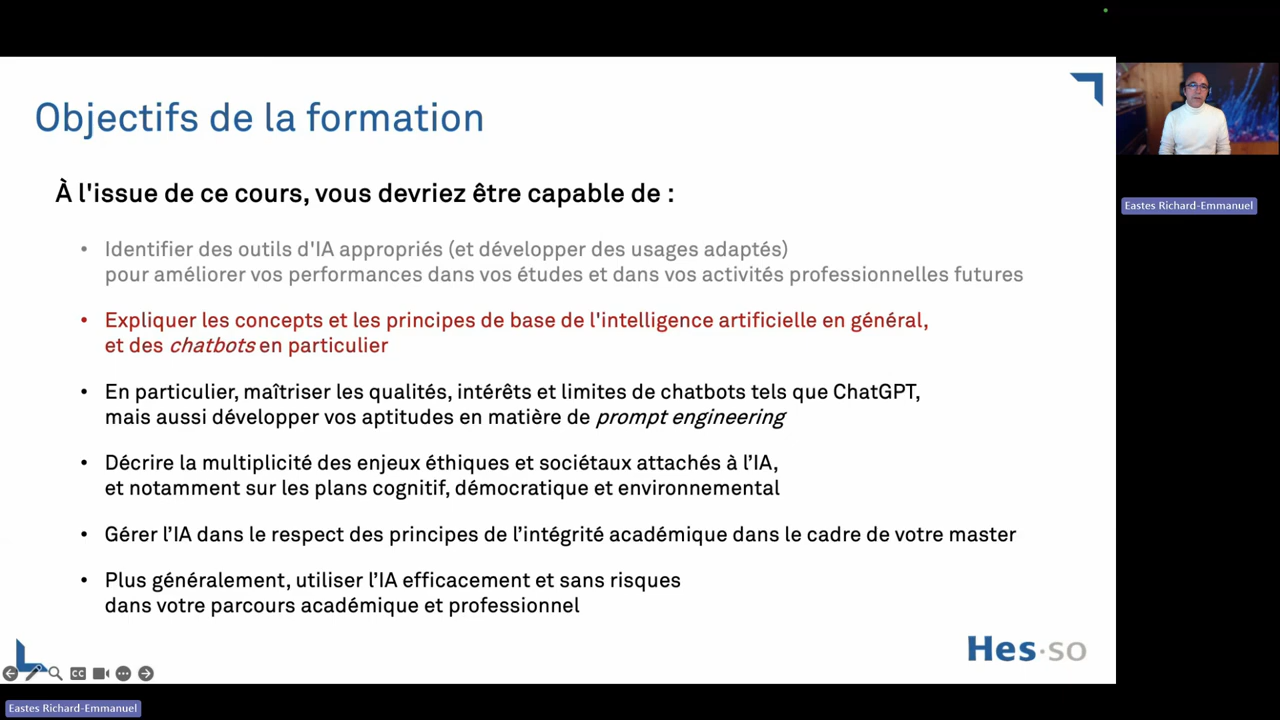 Objectifs de la formation
À l'issue de ce cours, vous devriez être capable de :
• Identifier des outils d'IA appropriés (et développer des usages adaptés)
pour améliorer vos performances dans vos études et dans vos activités professionnelles futures
• Expliquer les concepts et les principes de base de l'intelligence artificielle en général,
et des chatbots en particulier
• En particulier, maîtriser les qualités, intérêts et limites de chatbots tels que ChatGPT,
mais aussi développer vos aptitudes en matière de prompt engineering
• Décrire la multiplicité des enjeux éthiques et sociétaux attachés à l’IA,
et notamment sur les plans cognitif, démocratique et environnemental
• Gérer l’IA dans le respect des principes de l’intégrité académique dans le cadre de votre master
• Plus généralement, utiliser l’IA efficacement et sans risques
dans votre parcours académique et professionnel
Hes·so
CC
Eastes Richard-Emmanuel
Eastes Richard-Emmanuel